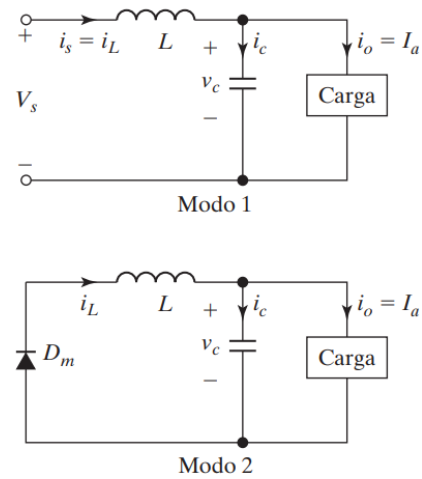 + i_s = i_L L + i_c i_o = I_a
V_s v_c Carga
− −
Modo 1
i_L L + i_c i_o = I_a
D_m v_c Carga
−
Modo 2